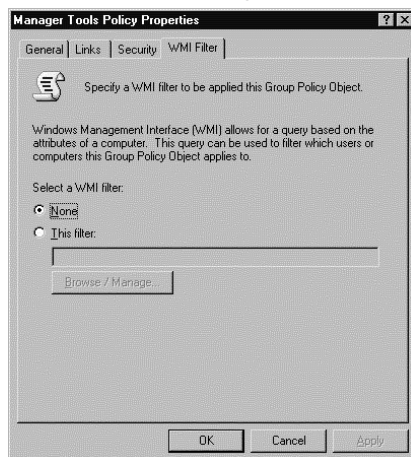 Manager Tools Policy Properties
General Links Security WMI Filter
Specify a WMI filter to be applied this Group Policy Object.
Windows Management Interface (WMI) allows for a query based on the
attributes of a computer. This query can be used to filter which users or
computers this Group Policy Object applies to.
Select a WMI filter:
None
This filter:
Browse / Manage...
OK Cancel Apply